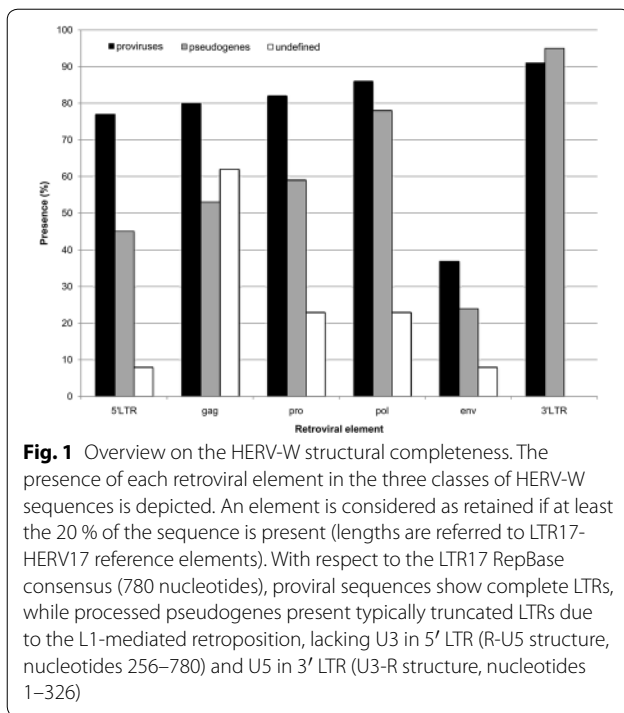 proviruses pseudogenes undefined
100
90
80
70
60
50
40
30
20
10
0
Presence (%)
5'LTR gag pro pol env 3'LTR
Retroviral element
Fig. 1 Overview on the HERV-W structural completeness. The
presence of each retroviral element in the three classes of HERV-W
sequences is depicted. An element is considered as retained if at least
the 20 % of the sequence is present (lengths are referred to LTR17-
HERV17 reference elements). With respect to the LTR17 RepBase
consensus (780 nucleotides), proviral sequences show complete LTRs,
while processed pseudogenes present typically truncated LTRs due
to the L1-mediated retroposition, lacking U3 in 5′ LTR (R-U5 structure,
nucleotides 256–780) and U5 in 3′ LTR (U3-R structure, nucleotides
1–326)